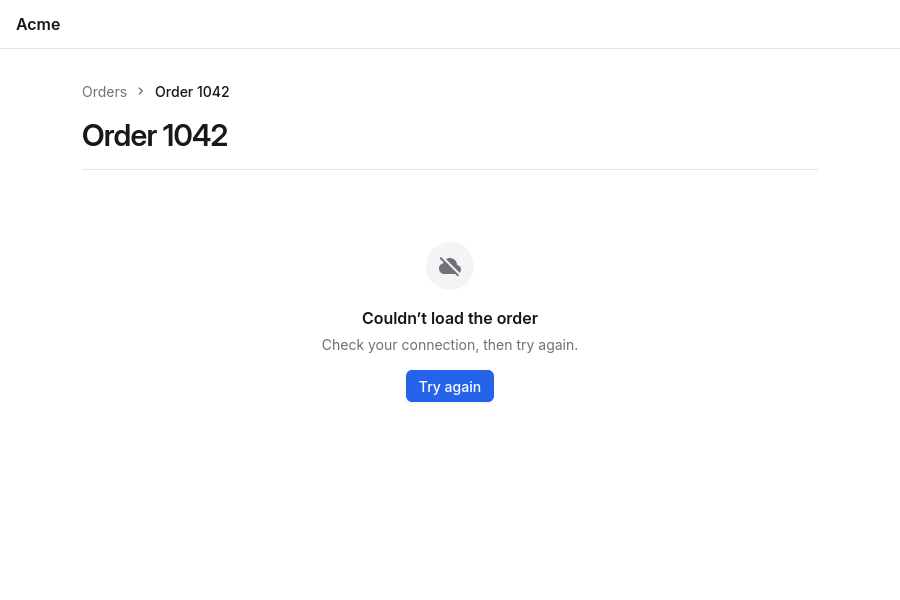 Acme
Orders > Order 1042
Order 1042
Couldn’t load the order
Check your connection, then try again.
Try again